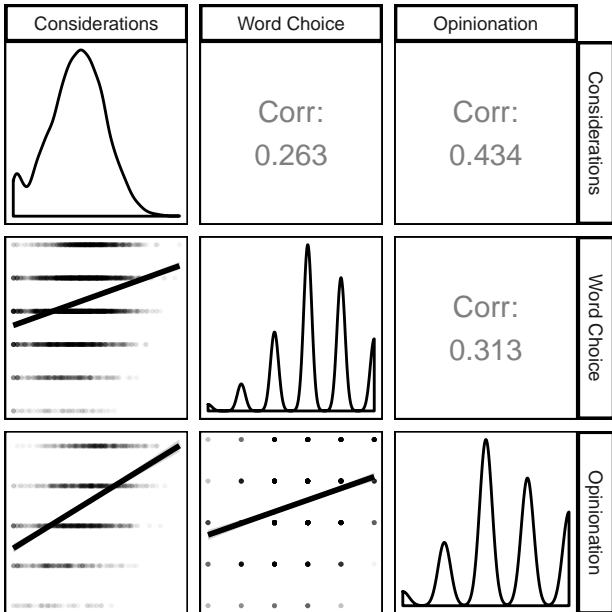 Considerations
Word Choice
Opinionation
Corr:
0.263
Corr:
0.434
Considerations
Corr:
0.313
Word Choice
Opinionation